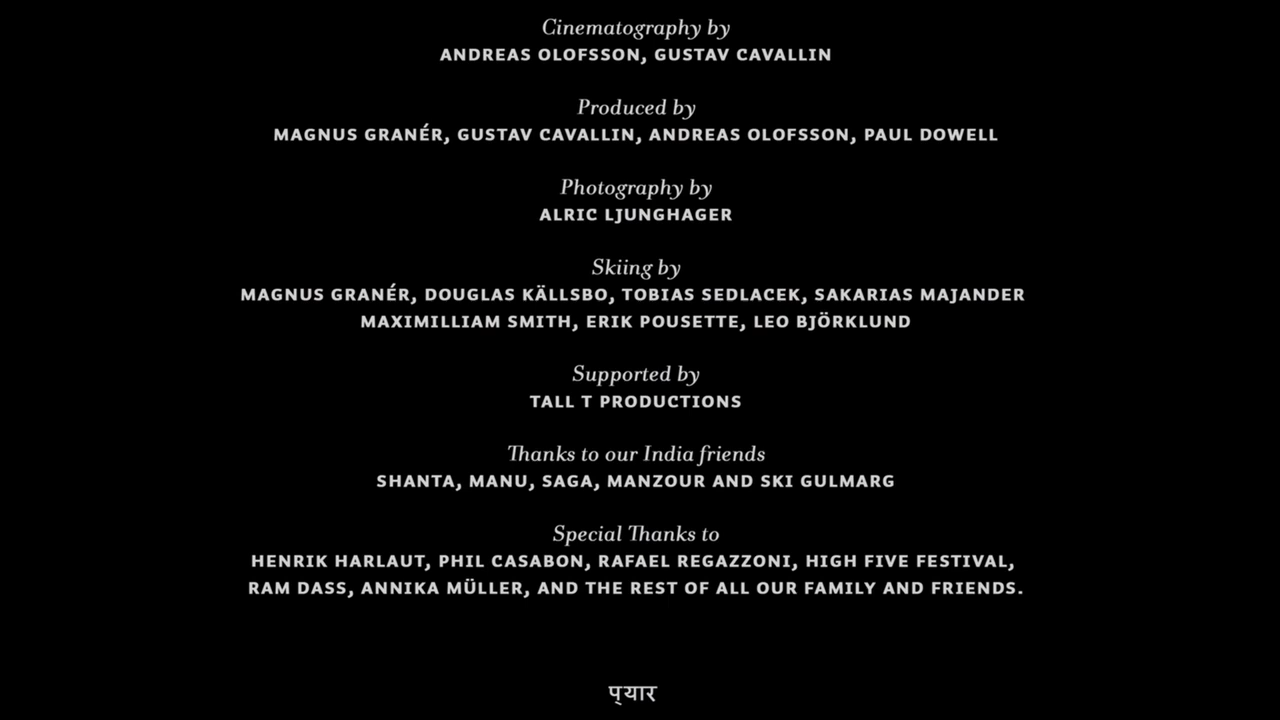 Cinematography by
ANDREAS OLOFSSON, GUSTAV CAVALLIN
Produced by
MAGNUS GRANÉR, GUSTAV CAVALLIN, ANDREAS OLOFSSON, PAUL DOWELL
Photography by
ALRIC LJUNGHAGER
Skiing by
MAGNUS GRANÉR, DOUGLAS KÄLLSBO, TOBIAS SEDLACEK, SAKARIAS MAJANDER
MAXIMILLIAM SMITH, ERIK POUSETTE, LEO BJÖRKLUND
Supported by
TALL T PRODUCTIONS
Thanks to our India friends
SHANTA, MANU, SAGA, MANZOUR AND SKI GULMARG
Special Thanks to
HENRIK HARLAUT, PHIL CASABON, RAFAEL REGAZZONI, HIGH FIVE FESTIVAL,
RAM DASS, ANNIKA MÜLLER, AND THE REST OF ALL OUR FAMILY AND FRIENDS.
प्‌यार